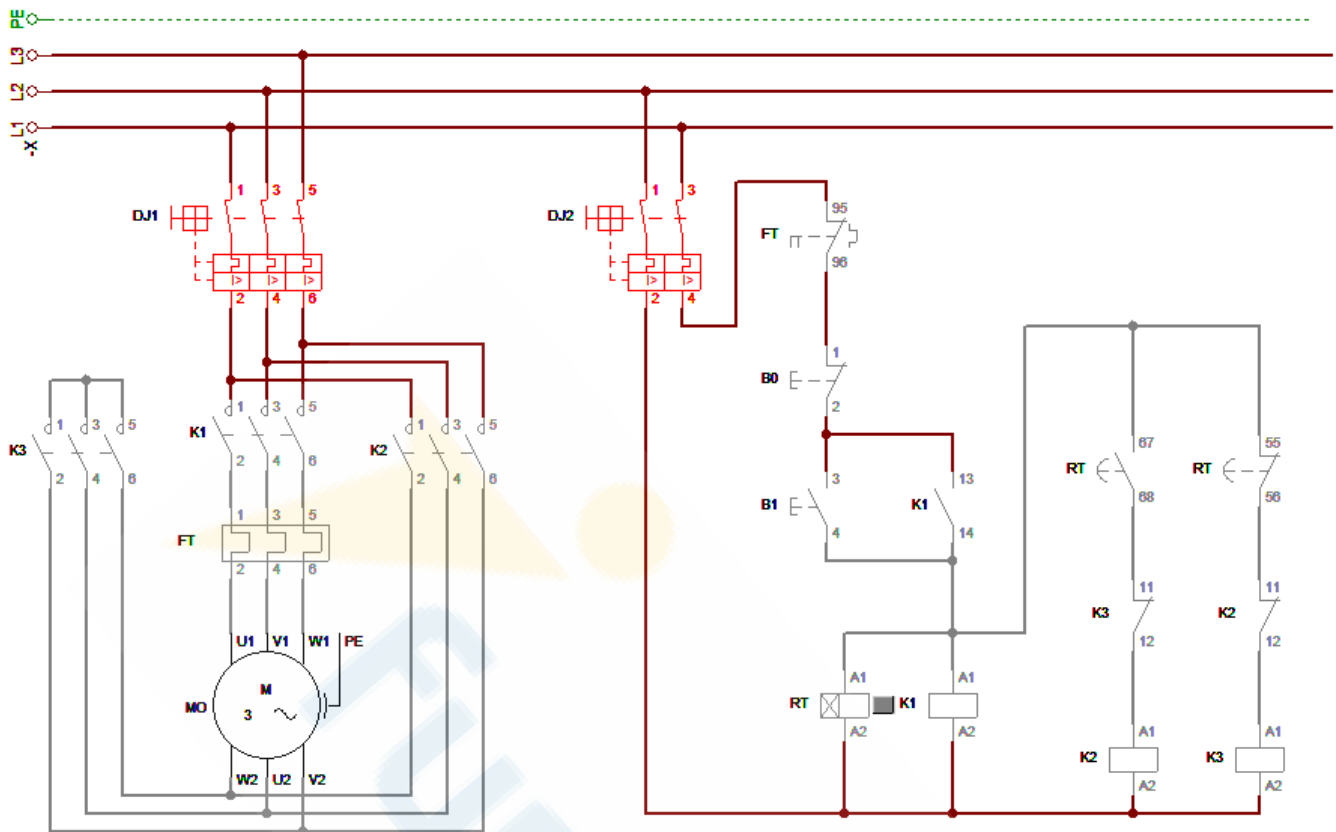 PE
L3
L2
L1
-X
1 3 5
DJ1
I> I> I>
2 4 6
1 3
DJ2
I> I>
2 4
95
FT
96
1
B0
2
1 3 5
K3
2 4 6
1 3 5
K1
2 4 6
1 3 5
K2
2 4 6
3
B1
4
13
K1
14
67
RT
68
55
RT
56
1 3 5
FT
2 4 6
11
K3
12
11
K2
12
U1 V1 W1 PE
MO
M
3
W2 U2 V2
A1
RT
A2
A1
K1
A2
A1
K2
A2
A1
K3
A2